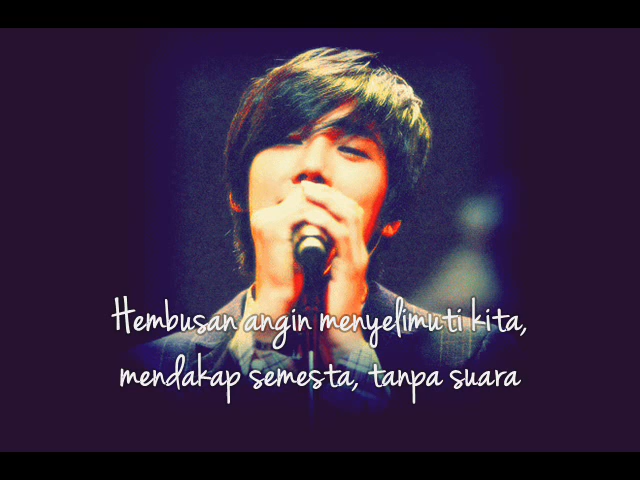 Hembusan angin menyelimuti kita,
mendakap semesta, tanpa suara